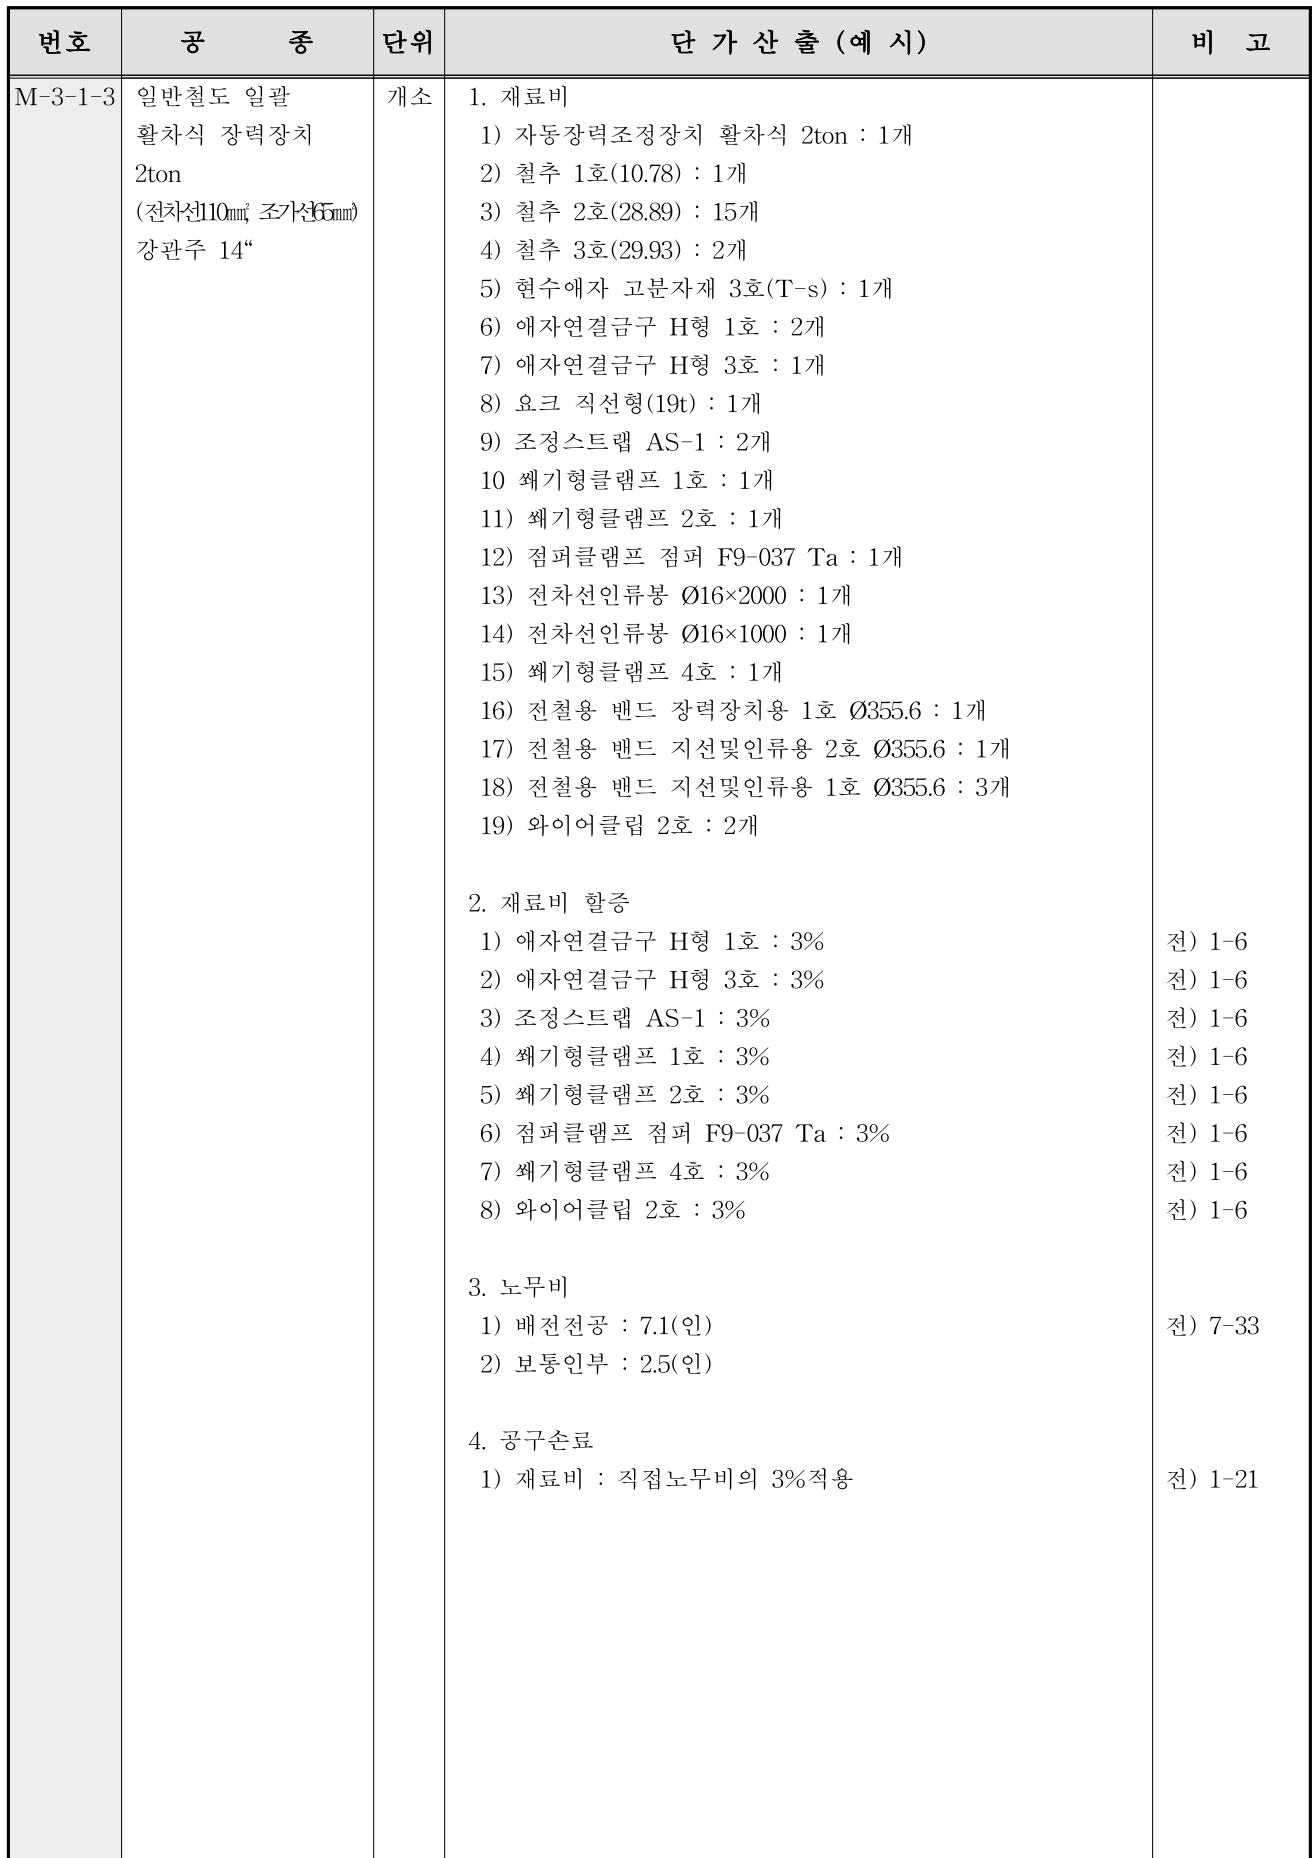 번호 공 종 단위 단 가 산 출 (예 시) 비 고
M-3-1-3 일반철도 일괄 개소 1. 재료비
활차식 장력장치 1) 자동장력조정장치 활차식 2ton : 1개
2ton 2) 철추 1호(10.78) : 1개
(전차선110㎟, 조가선65㎟) 3) 철추 2호(28.89) : 15개
강관주 14“ 4) 철추 3호(29.93) : 2개
5) 현수애자 고분자재 3호(T-s) : 1개
6) 애자연결금구 H형 1호 : 2개
7) 애자연결금구 H형 3호 : 1개
8) 요크 직선형(19t) : 1개
9) 조정스트랩 AS-1 : 2개
10 쐐기형클램프 1호 : 1개
11) 쐐기형클램프 2호 : 1개
12) 점퍼클램프 점퍼 F9-037 Ta : 1개
13) 전차선인류봉 Ø16×2000 : 1개
14) 전차선인류봉 Ø16×1000 : 1개
15) 쐐기형클램프 4호 : 1개
16) 전철용 밴드 장력장치용 1호 Ø355.6 : 1개
17) 전철용 밴드 지선및인류용 2호 Ø355.6 : 1개
18) 전철용 밴드 지선및인류용 1호 Ø355.6 : 3개
19) 와이어클립 2호 : 2개
2. 재료비 할증
1) 애자연결금구 H형 1호 : 3% 전) 1-6
2) 애자연결금구 H형 3호 : 3% 전) 1-6
3) 조정스트랩 AS-1 : 3% 전) 1-6
4) 쐐기형클램프 1호 : 3% 전) 1-6
5) 쐐기형클램프 2호 : 3% 전) 1-6
6) 점퍼클램프 점퍼 F9-037 Ta : 3% 전) 1-6
7) 쐐기형클램프 4호 : 3% 전) 1-6
8) 와이어클립 2호 : 3% 전) 1-6
3. 노무비
1) 배전전공 : 7.1(인) 전) 7-33
2) 보통인부 : 2.5(인)
4. 공구손료
1) 재료비 : 직접노무비의 3%적용 전) 1-21